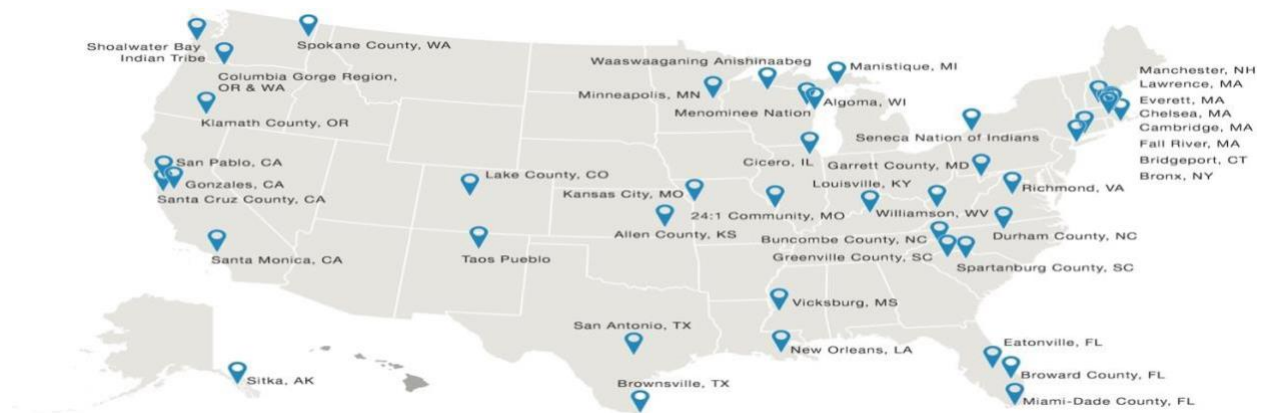 Shoalwater Bay
Indian Tribe
Spokane County, WA
Columbia Gorge Region,
OR & WA
Klamath County, OR
San Pablo, CA
Gonzales, CA
Santa Cruz County, CA
Santa Monica, CA
Lake County, CO
Taos Pueblo
Waaswaaganing Anishinaabeg
Minneapolis, MN
Manistique, MI
Algoma, WI
Menominee Nation
Cicero, IL
Kansas City, MO
24:1 Community, MO
Allen County, KS
Seneca Nation of Indians
Garrett County, MD
Louisville, KY
Williamson, WV
Richmond, VA
Buncombe County, NC
Greenville County, SC
Durham County, NC
Spartanburg County, SC
Manchester, NH
Lawrence, MA
Everett, MA
Chelsea, MA
Cambridge, MA
Fall River, MA
Bridgeport, CT
Bronx, NY
Vicksburg, MS
New Orleans, LA
San Antonio, TX
Brownsville, TX
Eatonville, FL
Broward County, FL
Miami-Dade County, FL
Sitka, AK